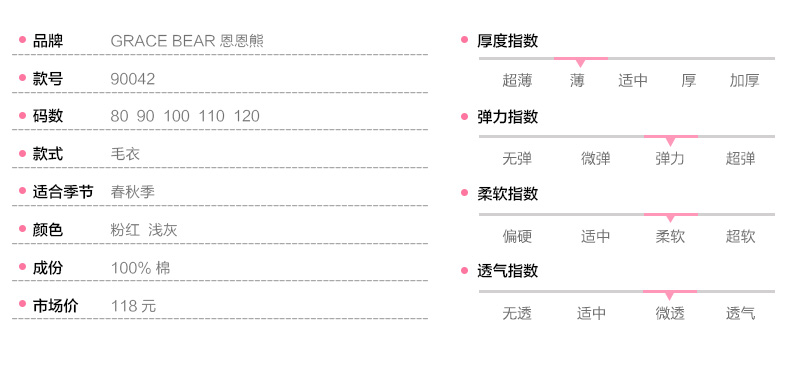 品牌 GRACE BEAR 恩恩熊
款号 90042
码数 80 90 100 110 120
款式 毛衣
适合季节 春秋季
颜色 粉红 浅灰
成份 100% 棉
市场价 118 元
厚度指数
超薄 薄 适中 厚 加厚
弹力指数
无弹 微弹 弹力 超弹
柔软指数
偏硬 适中 柔软 超软
透气指数
无透 适中 微透 透气